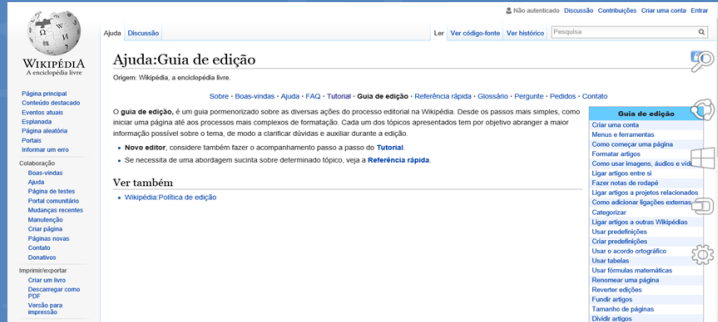 Não autenticado Discussão Contribuições Criar uma conta Entrar
Ajuda Discussão
Ler Ver código-fonte Ver histórico Pesquisa
WIKIPÉDIA
A enciclopédia livre
Página principal
Conteúdo destacado
Eventos atuais
Esplanada
Página aleatória
Portais
Informar um erro
Colaboração
Boas-vindas
Ajuda
Página de testes
Portal comunitário
Mudanças recentes
Manutenção
Criar página
Páginas novas
Contato
Donativos
Imprimir/exportar
Criar um livro
Descarregar como
PDF
Versão para
impressão
Ajuda:Guia de edição
Origem: Wikipédia, a enciclopédia livre.
Sobre · Boas-vindas · Ajuda · FAQ · Tutorial · Guia de edição · Referência rápida · Glossário · Pergunte · Pedidos · Contato
O guia de edição, é um guia pormenorizado sobre as diversas ações do processo editorial na Wikipédia. Desde os passos mais simples, como
iniciar uma página até aos processos mais complexos de formatação. Cada um dos tópicos apresentados tem por objetivo abranger a maior
informação possível sobre o tema, de modo a clarificar dúvidas e auxiliar durante a edição.
• Novo editor, considere também fazer o acompanhamento passo a passo do Tutorial.
• Se necessita de uma abordagem sucinta sobre determinado tópico, veja a Referência rápida.
Ver também
• Wikipédia:Política de edição
Guia de edição
Criar uma conta
Menus e ferramentas
Como começar uma página
Formatar artigos
Como usar imagens, áudios e
Ligar artigos entre si
Fazer notas de rodapé
Ligar artigos a projetos relacionados
Como adicionar ligações externas
Categorizar
Ligar artigos a outras Wikipédias
Usar predefinições
Criar predefinições
Usar o acordo ortográfico
Usar tabelas
Usar fórmulas matemáticas
Renomear uma página
Reverter edições
Fundir artigos
Tamanho de páginas
Dividir artigos